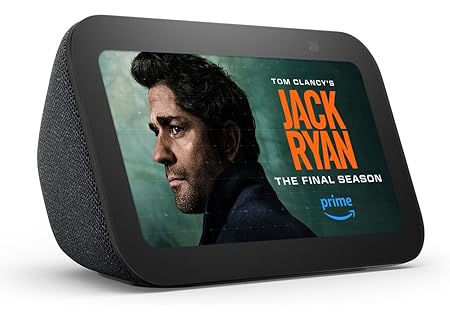 TOM CLANCY'S
JACK
RYAN
THE FINAL SEASON
prime